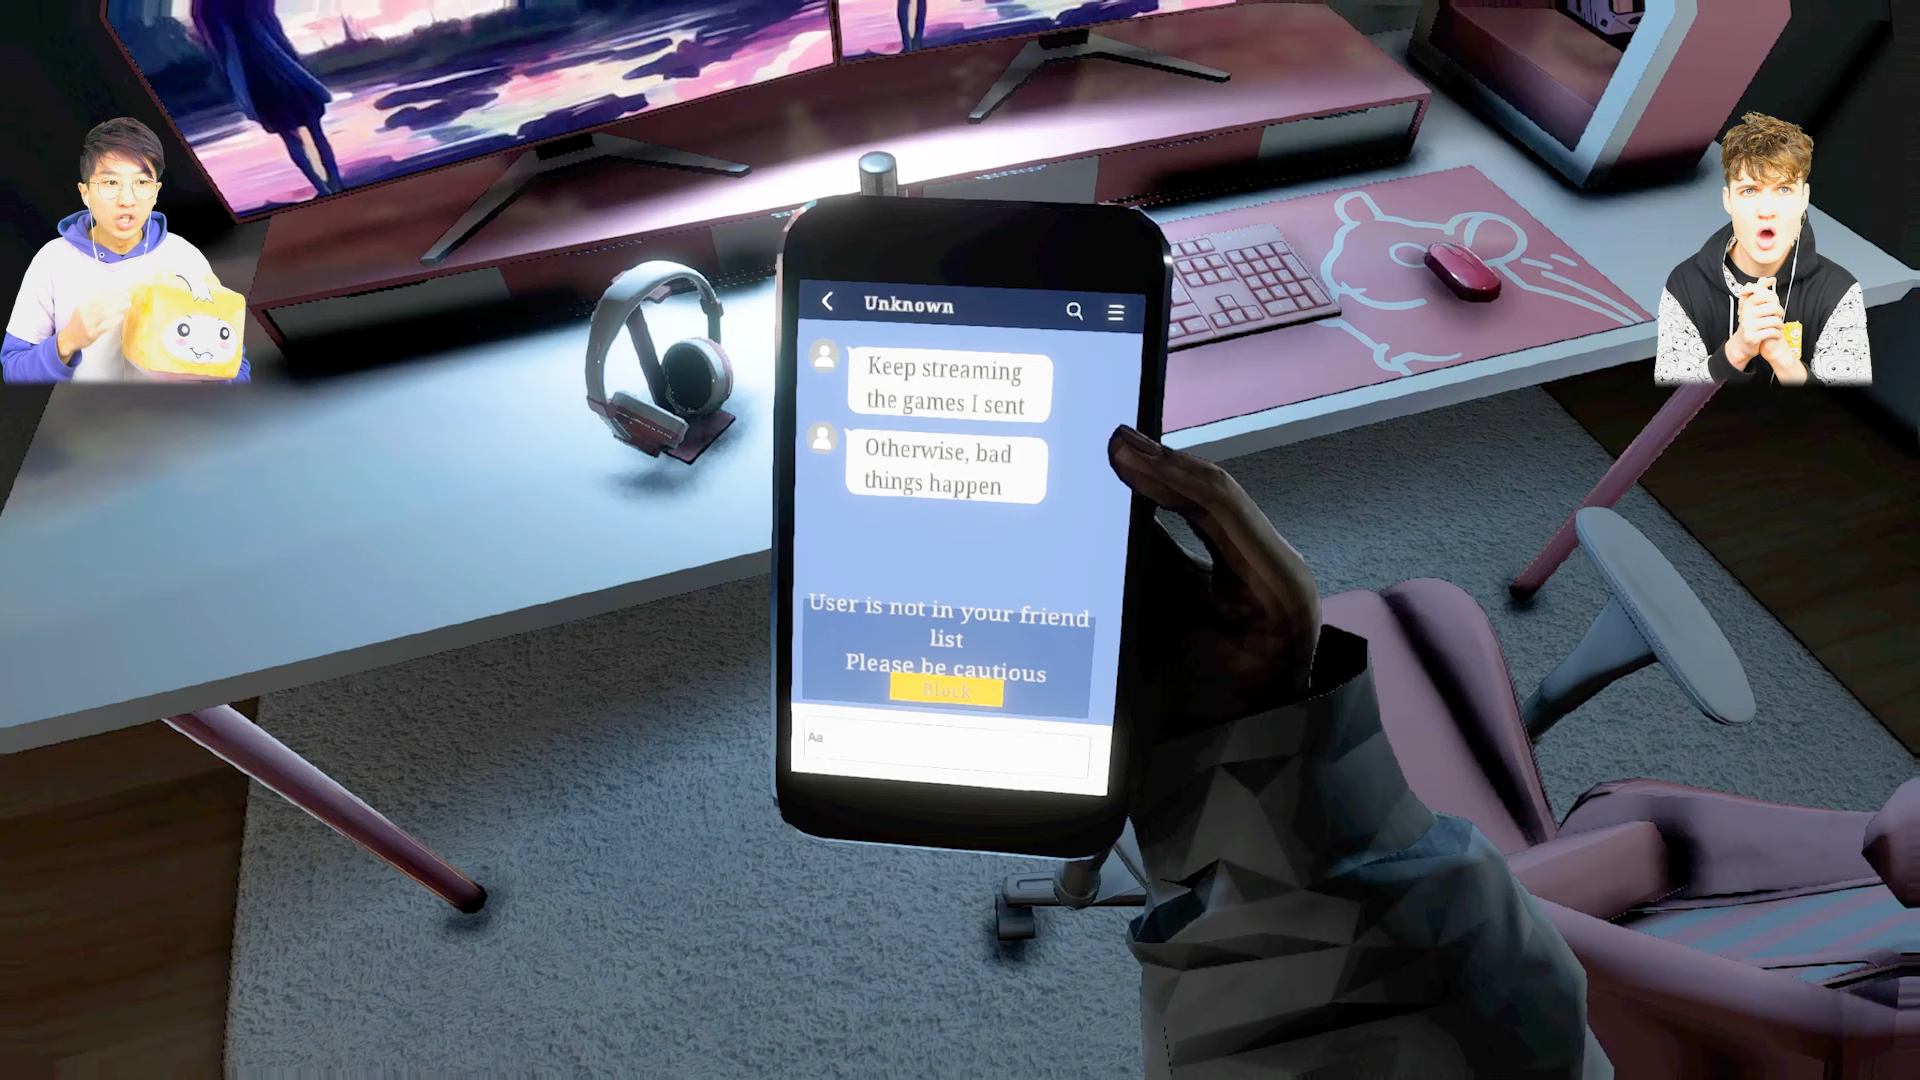 Unknown
Keep streaming
the games I sent
Otherwise, bad
things happen
User is not in your friend
list
Please be cautious
Block
Aa